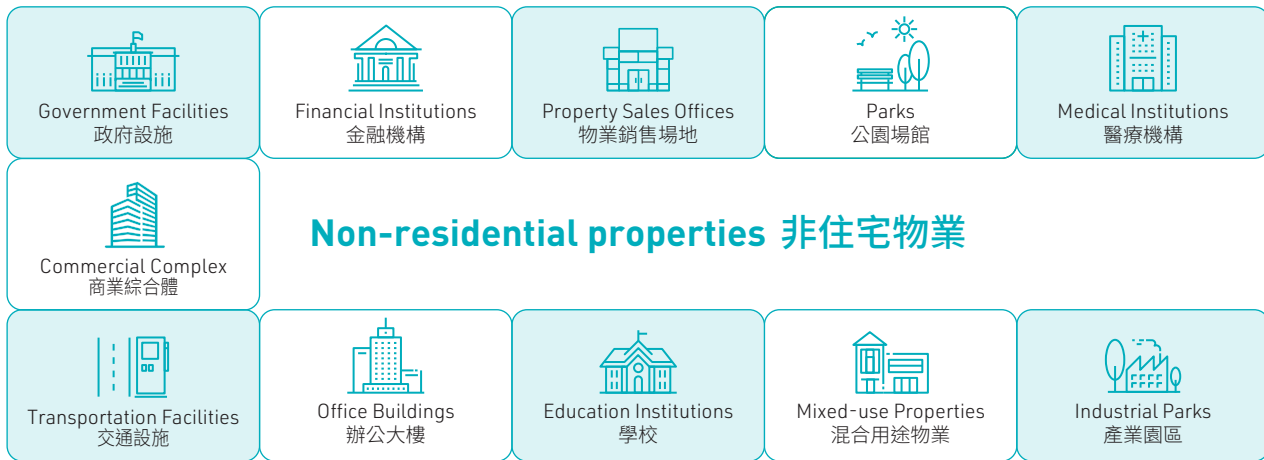 Government Facilities
政府設施
Financial Institutions
金融機構
Property Sales Offices
物業銷售場地
Parks
公園場館
Medical Institutions
醫療機構
Commercial Complex
商業綜合體
Non-residential properties 非住宅物業
Transportation Facilities
交通設施
Office Buildings
辦公大樓
Education Institutions
學校
Mixed-use Properties
混合用途物業
Industrial Parks
產業園區